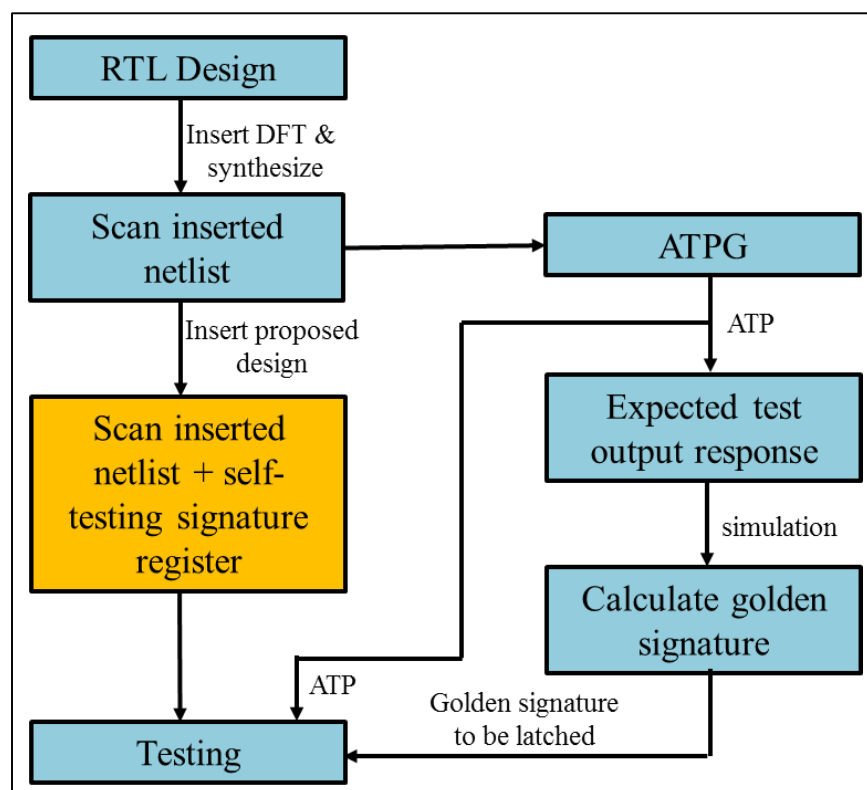 RTL Design
Insert DFT &
synthesize
Scan inserted
netlist
ATPG
Insert proposed
design
ATP
Scan inserted
netlist + self-
testing signature
register
Expected test
output response
simulation
Calculate golden
signature
ATP
Golden signature
to be latched
Testing